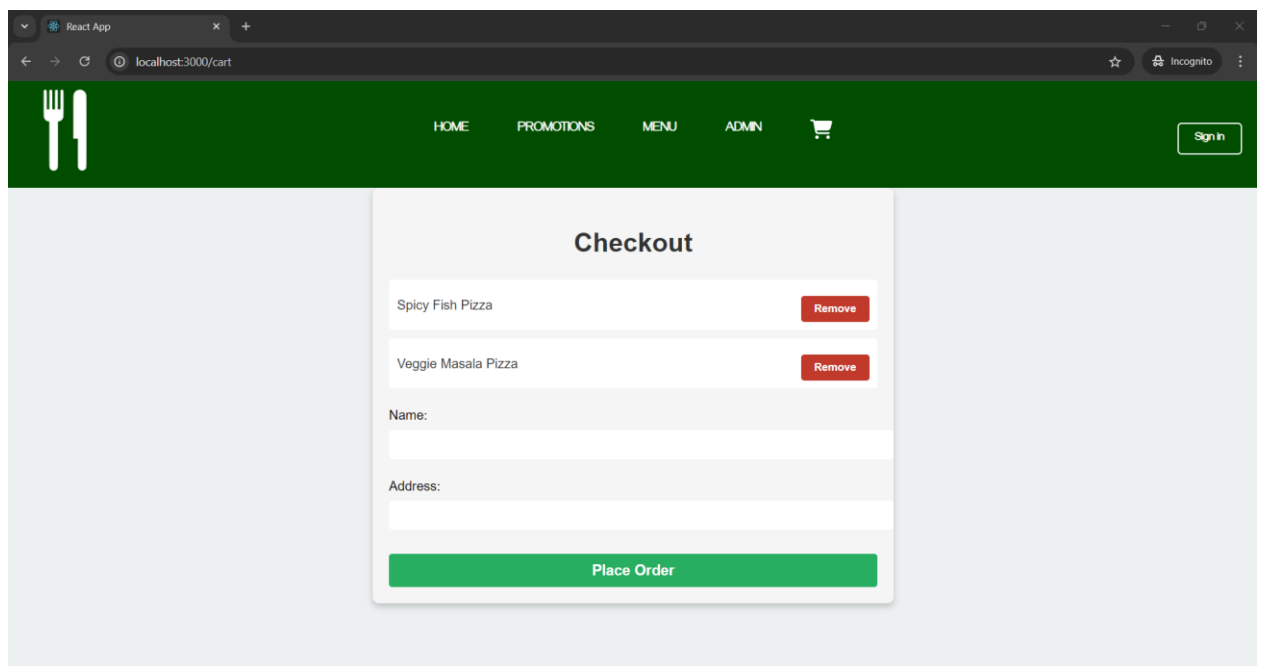 React App
localhost:3000/cart
Incognito
HOME PROMOTIONS MENU ADMIN
Sign in
Checkout
Spicy Fish Pizza Remove
Veggie Masala Pizza Remove
Name:
Address:
Place Order